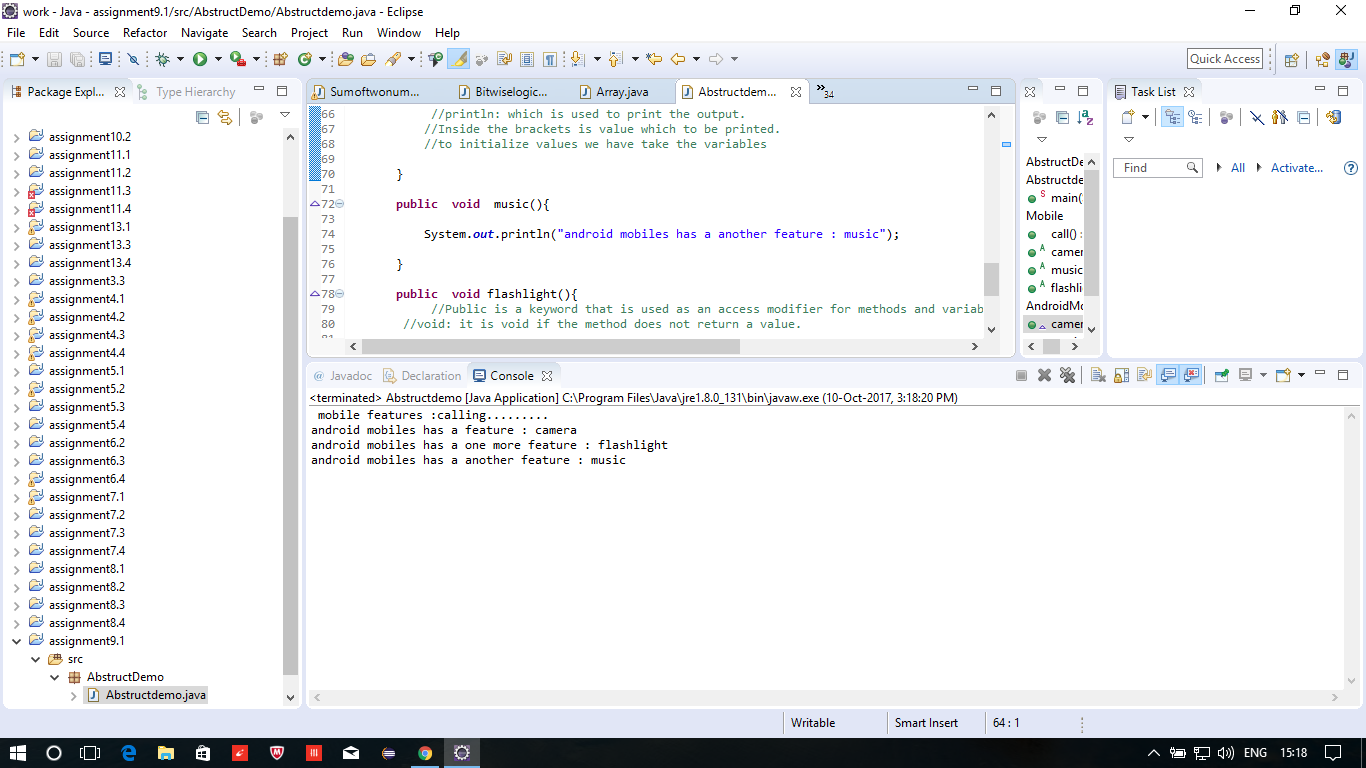 work - Java - assignment9.1/src/AbstructDemo/Abstructdemo.java - Eclipse
File Edit Source Refactor Navigate Search Project Run Window Help
Quick Access
Package Expl... Type Hierarchy
assignment10.2
assignment11.1
assignment11.2
assignment11.3
assignment11.4
assignment13.1
assignment13.3
assignment13.4
assignment3.3
assignment4.1
assignment4.2
assignment4.3
assignment4.4
assignment5.1
assignment5.2
assignment5.3
assignment5.4
assignment6.2
assignment6.3
assignment6.4
assignment7.1
assignment7.2
assignment7.3
assignment7.4
assignment8.1
assignment8.2
assignment8.3
assignment8.4
assignment9.1
src
AbstructDemo
Abstructdemo.java
Sumoftwonum... Bitwiselogic... Array.java Abstructdem... »34
66 //println: which is used to print the output.
67 //Inside the brackets is value which to be printed.
68 //to initialize values we have take the variables
69
70 }
71
72 public void music(){
73
74 System.out.println("android mobiles has a another feature : music");
75
76 }
77
78 public void flashlight(){
79 //Public is a keyword that is used as an access modifier for methods and variab
80 //void: it is void if the method does not return a value.
81
AbstructDe
Abstructde
main(
Mobile
call() :
camer
music
flashli
AndroidMo
camer
Task List
Find All Activate...
Javadoc Declaration Console
<terminated> Abstructdemo [Java Application] C:\Program Files\Java\jre1.8.0_131\bin\javaw.exe (10-Oct-2017, 3:18:20 PM)
mobile features :calling.........
android mobiles has a feature : camera
android mobiles has a one more feature : flashlight
android mobiles has a another feature : music
Writable Smart Insert 64 : 1
ENG 15:18